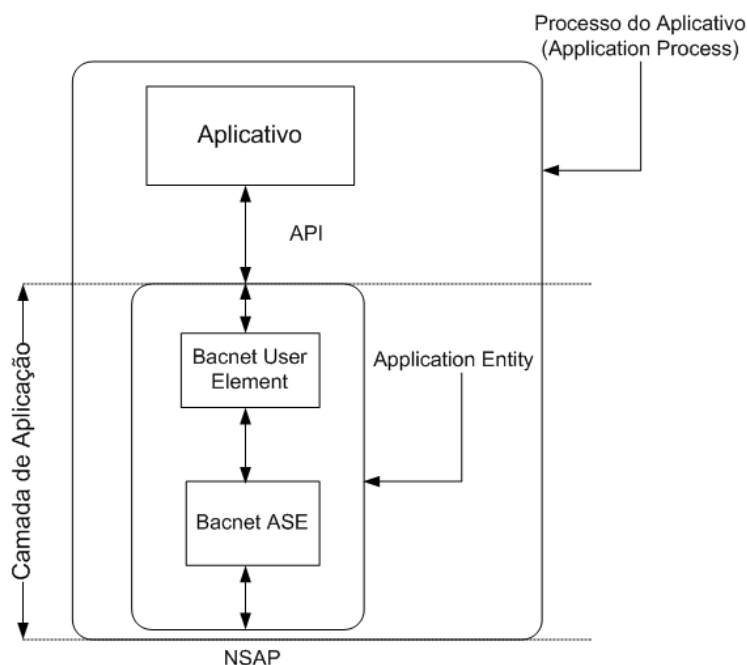 Processo do Aplicativo
(Application Process)
Aplicativo
API
Camada de Aplicação
Bacnet User
Element
Application Entity
Bacnet ASE
NSAP